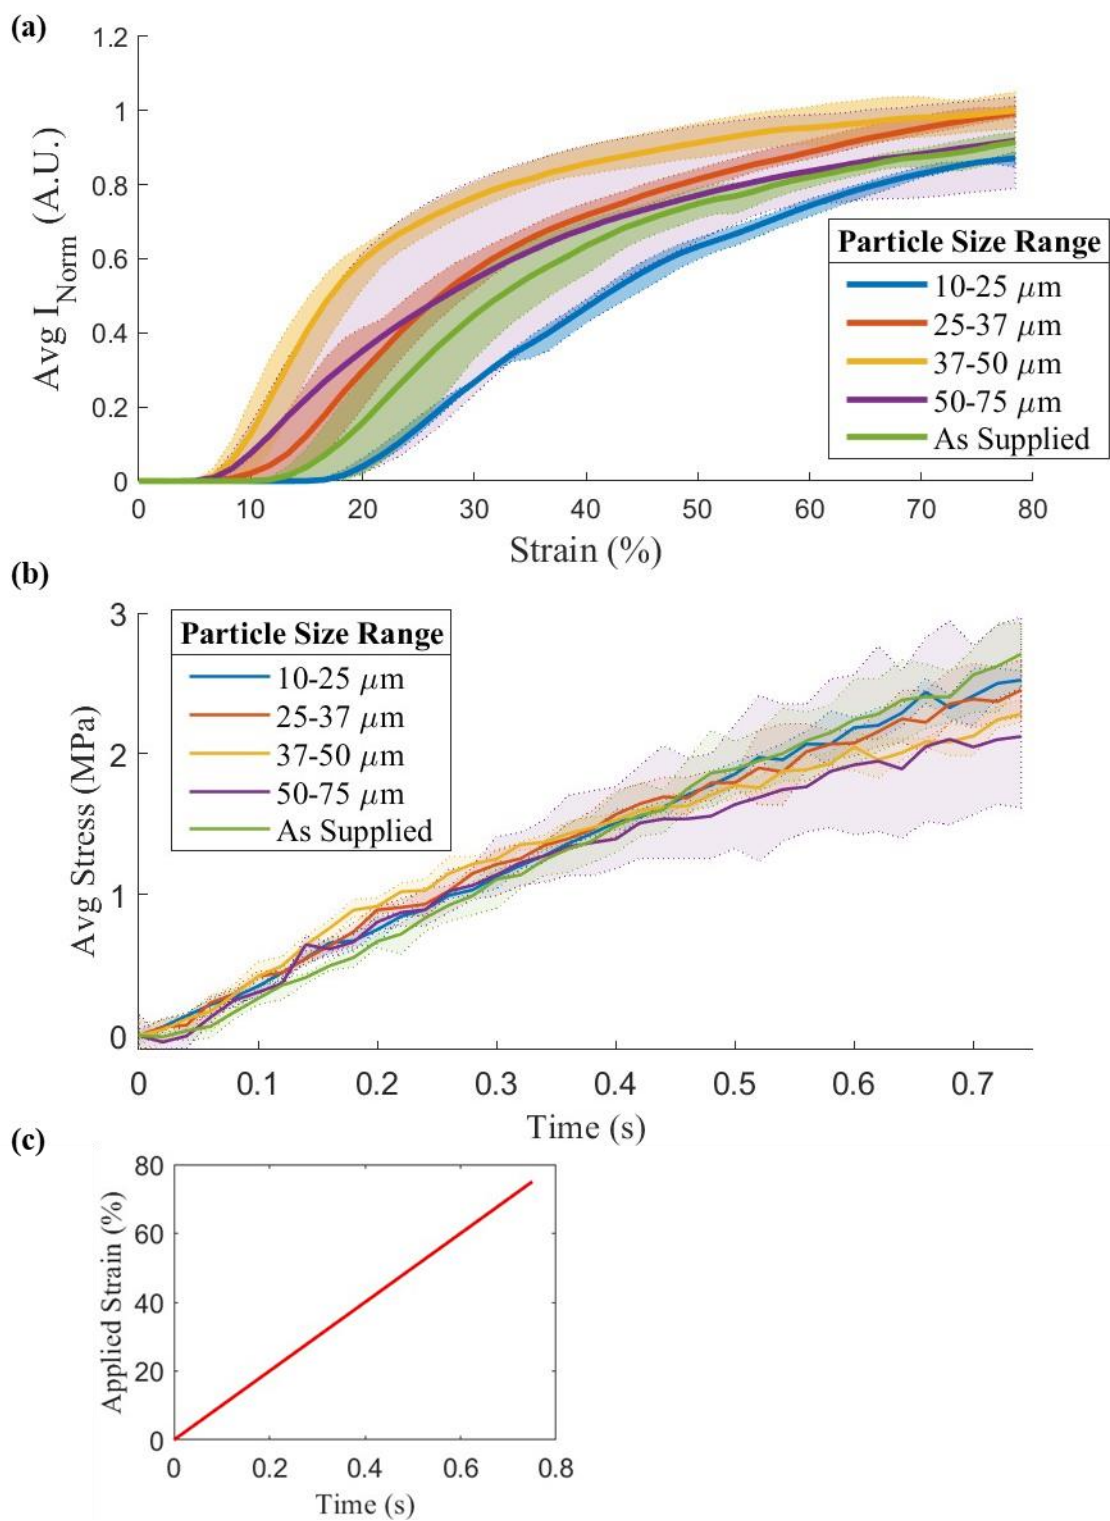 (a)
1.2
1
0.8
0.6
0.4
0.2
0
Avg I_Norm (A.U.)
0 10 20 30 40 50 60 70 80
Strain (%)
Particle Size Range
10-25 μm
25-37 μm
37-50 μm
50-75 μm
As Supplied
(b)
3
2
1
0
Avg Stress (MPa)
Particle Size Range
10-25 μm
25-37 μm
37-50 μm
50-75 μm
As Supplied
0 0.1 0.2 0.3 0.4 0.5 0.6 0.7
Time (s)
(c)
80
60
40
20
0
Applied Strain (%)
0 0.2 0.4 0.6 0.8
Time (s)